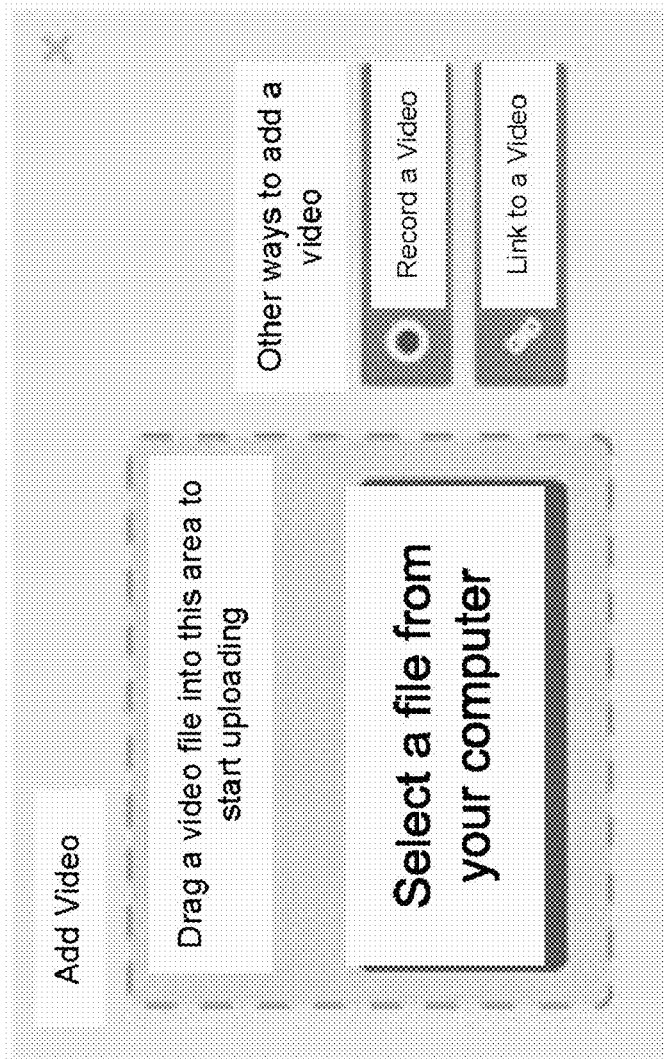 Add Video
Drag a video file into this area to
start uploading
Select a file from
your computer
Other ways to add a
video
Record a Video
Link to a Video